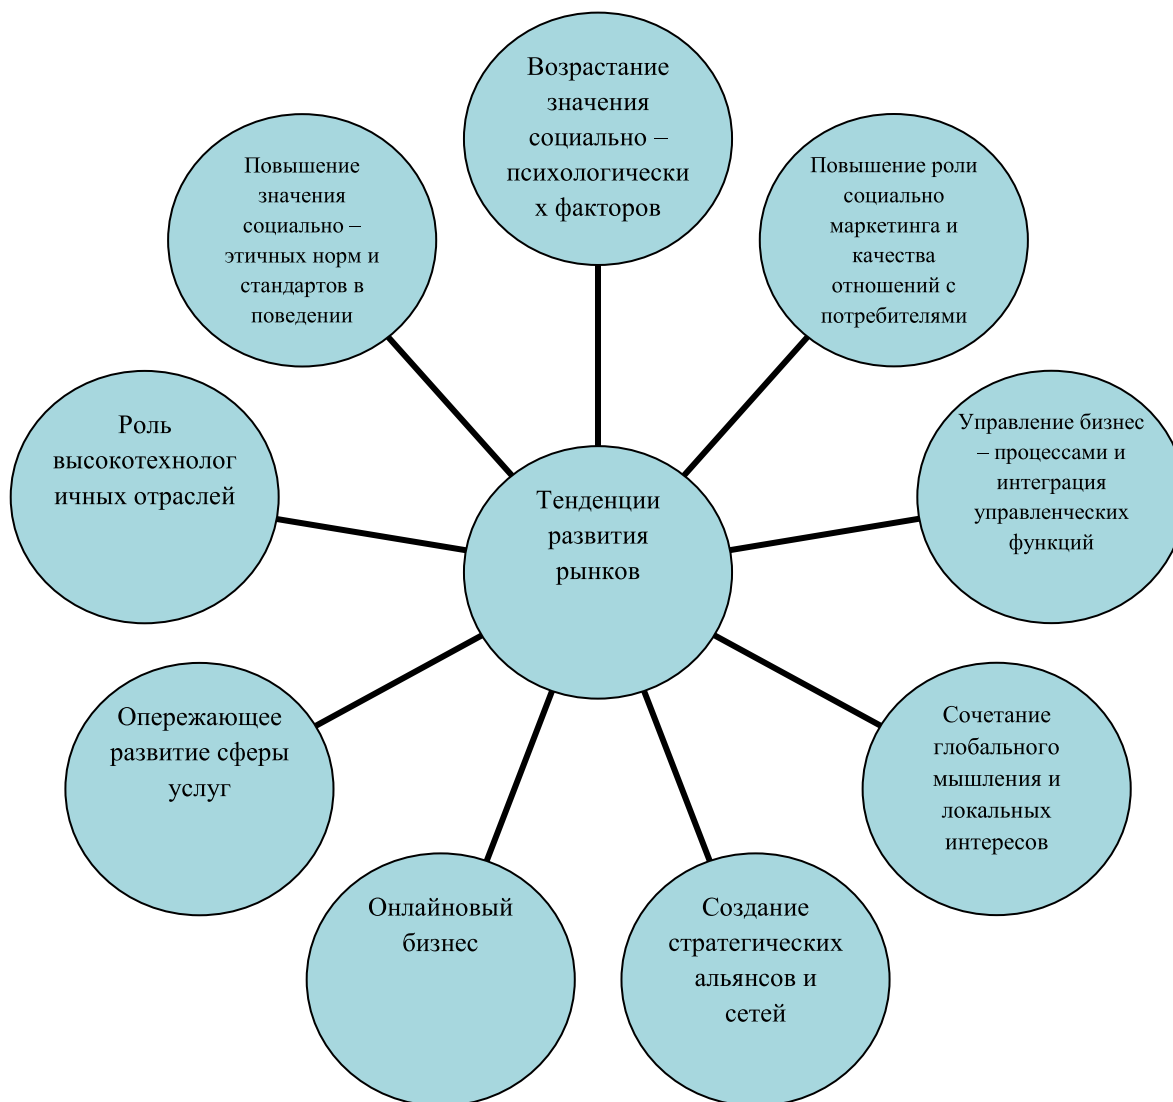 Возрастание
значения
социально –
психологически
х факторов
Повышение роли
социально
маркетинга и
качества
отношений с
потребителями
Управление бизнес
– процессами и
интеграция
управленческих
функций
Сочетание
глобального
мышления и
локальных
интересов
Создание
стратегических
альянсов и
сетей
Онлайновый
бизнес
Опережающее
развитие сферы
услуг
Роль
высокотехнолог
ичных отраслей
Повышение
значения
социально –
этичных норм и
стандартов в
поведении
Тенденции
развития
рынков